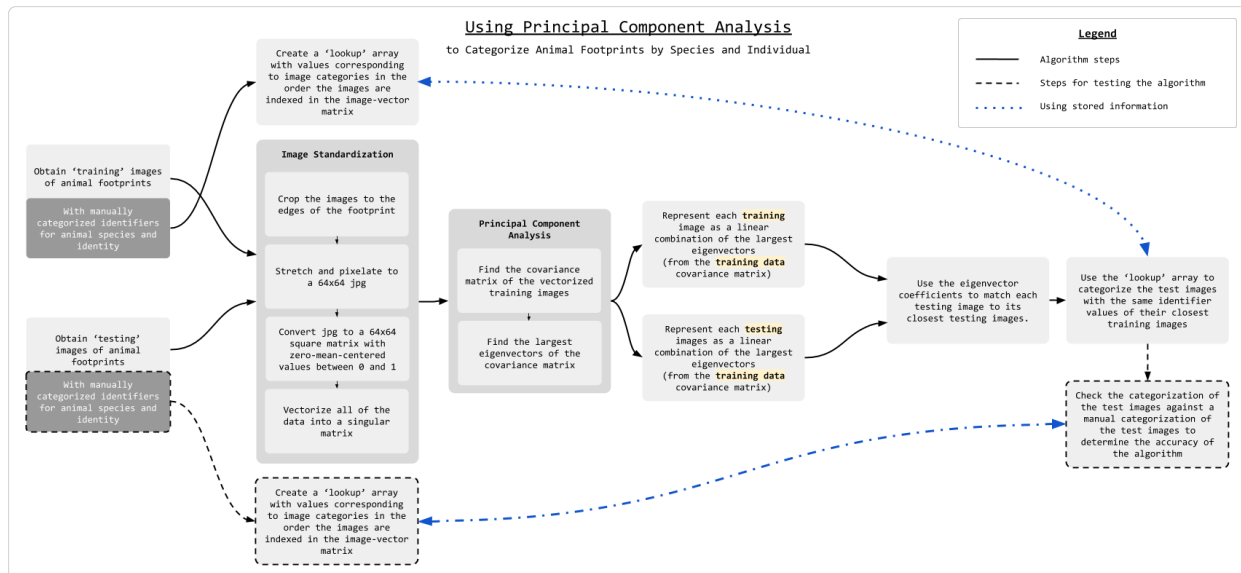 Using Principal Component Analysis
to Categorize Animal Footprints by Species and Individual
Legend
Algorithm steps
Steps for testing the algorithm
Using stored information
Create a ‘lookup’ array
with values corresponding
to image categories in the
order the images are
indexed in the image-vector
matrix
Obtain ‘training’ images
of animal footprints
With manually
categorized identifiers
for animal species and
identity
Obtain ‘testing’
images of animal
footprints
With manually
categorized identifiers
for animal species and
identity
Image Standardization
Crop the images to the
edges of the footprint
Stretch and pixelate to
a 64x64 jpg
Convert jpg to a 64x64
square matrix with
zero-mean-centered
values between 0 and 1
Vectorize all of the
data into a singular
matrix
Create a ‘lookup’ array
with values corresponding
to image categories in the
order the images are
indexed in the image-vector
matrix
Principal Component
Analysis
Find the covariance
matrix of the vectorized
training images
Find the largest
eigenvectors of the
covariance matrix
Represent each training
image as a linear
combination of the largest
eigenvectors
(from the training data
covariance matrix)
Represent each testing
images as a linear
combination of the largest
eigenvectors
(from the training data
covariance matrix)
Use the eigenvector
coefficients to match each
testing image to its
closest testing images.
Use the ‘lookup’ array to
categorize the test images
with the same identifier
values of their closest
training images
Check the categorization of
the test images against a
manual categorization of
the test images to
determine the accuracy of
the algorithm